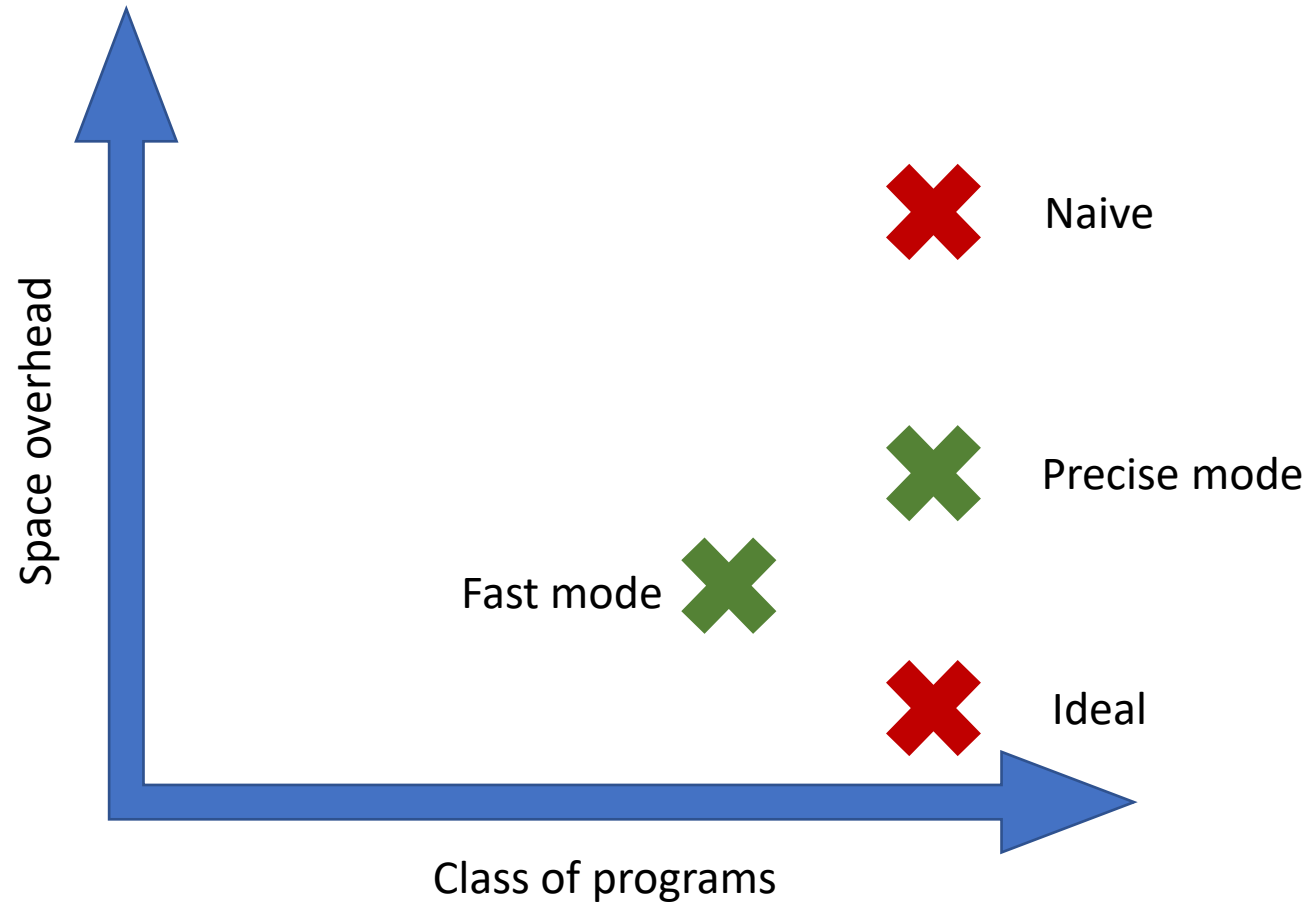 Space overhead
Naive
Precise mode
Fast mode
Ideal
Class of programs